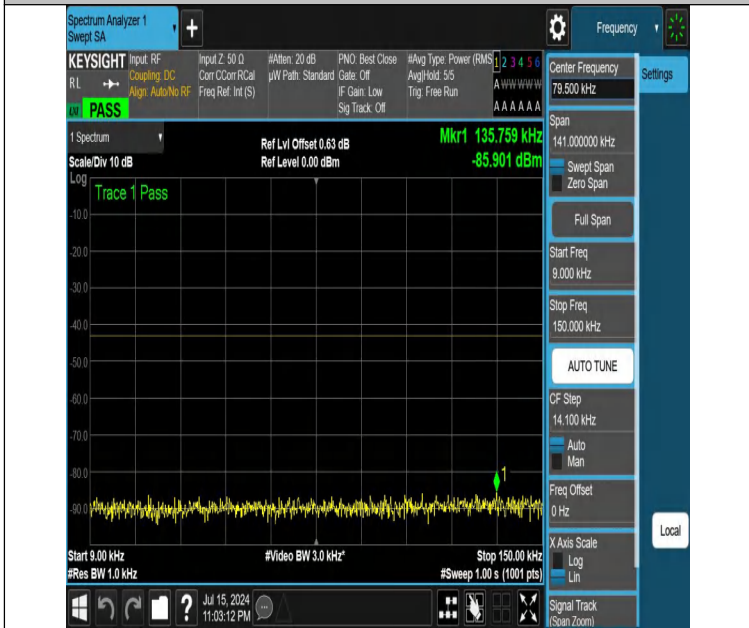 Spectrum Analyzer 1
Swept SA
+
Frequency
KEYSIGHT
RL
LXI PASS
Input: RF
Coupling: DC
Align: Auto/No RF
Input Z: 50 Ω
Corr CCorr RCal
Freq Ref: Int (S)
#Atten: 20 dB
µW Path: Standard
PNO: Best Close
Gate: Off
IF Gain: Low
Sig Track: Off
#Avg Type: Power (RMS
Avg|Hold: 5/5
Trig: Free Run
1 2 3 4 5 6
A W W W W W
A A A A A A
Center Frequency
79.500 kHz
Settings
1 Spectrum
Scale/Div 10 dB
Ref Lvl Offset 0.63 dB
Ref Level 0.00 dBm
Mkr1 135.759 kHz
-85.901 dBm
Log
Trace 1 Pass
-10.0
-20.0
-30.0
-40.0
-50.0
-60.0
-70.0
-80.0
-90.0
1
Start 9.00 kHz
#Res BW 1.0 kHz
#Video BW 3.0 kHz*
Stop 150.00 kHz
#Sweep 1.00 s (1001 pts)
Span
141.000000 kHz
Swept Span
Zero Span
Full Span
Start Freq
9.000 kHz
Stop Freq
150.000 kHz
AUTO TUNE
CF Step
14.100 kHz
Auto
Man
Freq Offset
0 Hz
X Axis Scale
Log
Lin
Signal Track
(Span Zoom)
Local
?
Jul 15, 2024
11:03:12 PM